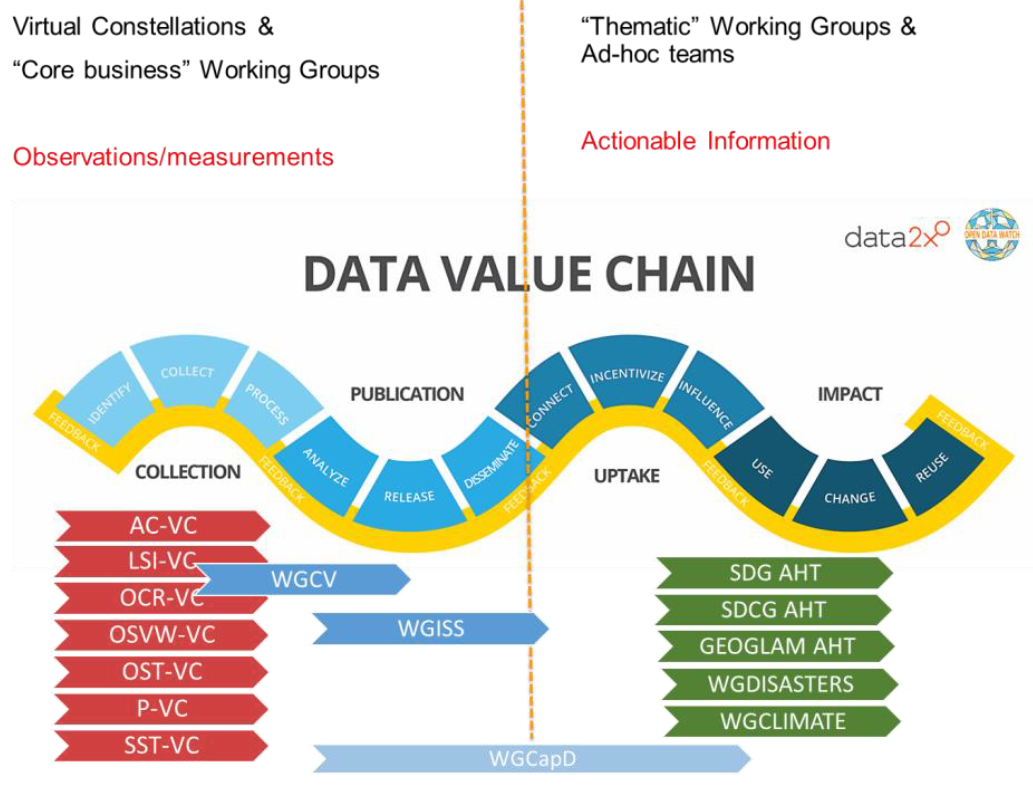 Virtual Constellations &
“Core business” Working Groups
Observations/measurements
“Thematic” Working Groups &
Ad-hoc teams
Actionable Information
data2x
OPEN DATA WATCH
DATA VALUE CHAIN
FEEDBACK
IDENTIFY
COLLECT
PROCESS
COLLECTION
FEEDBACK
ANALYZE
RELEASE
DISSEMINATE
PUBLICATION
FEEDBACK
CONNECT
INCENTIVIZE
INFLUENCE
UPTAKE
FEEDBACK
USE
CHANGE
REUSE
IMPACT
FEEDBACK
AC-VC
LSI-VC
OCR-VC
OSVW-VC
OST-VC
P-VC
SST-VC
WGCV
WGISS
WGCapD
SDG AHT
SDCG AHT
GEOGLAM AHT
WGDISASTERS
WGCLIMATE